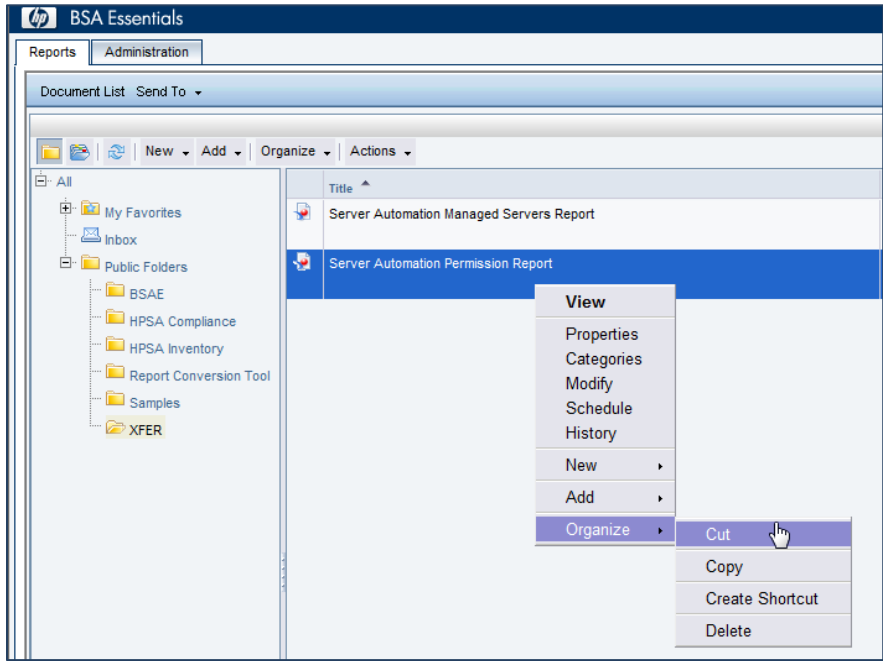 hp BSA Essentials
Reports Administration
Document List Send To
New Add Organize Actions
All
My Favorites
Inbox
Public Folders
BSAE
HPSA Compliance
HPSA Inventory
Report Conversion Tool
Samples
XFER
Title
Server Automation Managed Servers Report
Server Automation Permission Report
View
Properties
Categories
Modify
Schedule
History
New
Add
Organize
Cut
Copy
Create Shortcut
Delete